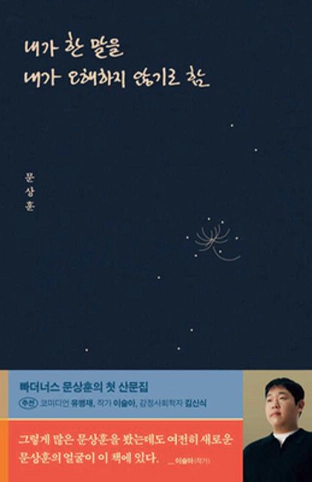 내가 한 말을
내가 오해하지 않기로 함
문상훈
빠더너스 문상훈의 첫 산문집
추천 코미디언 유병재, 작가 이슬아, 감정사회학자 김신식
그렇게 많은 문상훈을 봤는데도 여전히 새로운
문상훈의 얼굴이 이 책에 있다. __이슬아(작가)